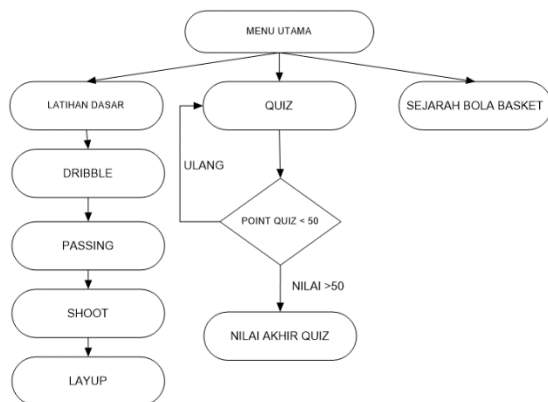 MENU UTAMA
LATIHAN DASAR
QUIZ
SEJARAH BOLA BASKET
ULANG
DRIBBLE
POINT QUIZ < 50
PASSING
NILAI >50
SHOOT
NILAI AKHIR QUIZ
LAYUP